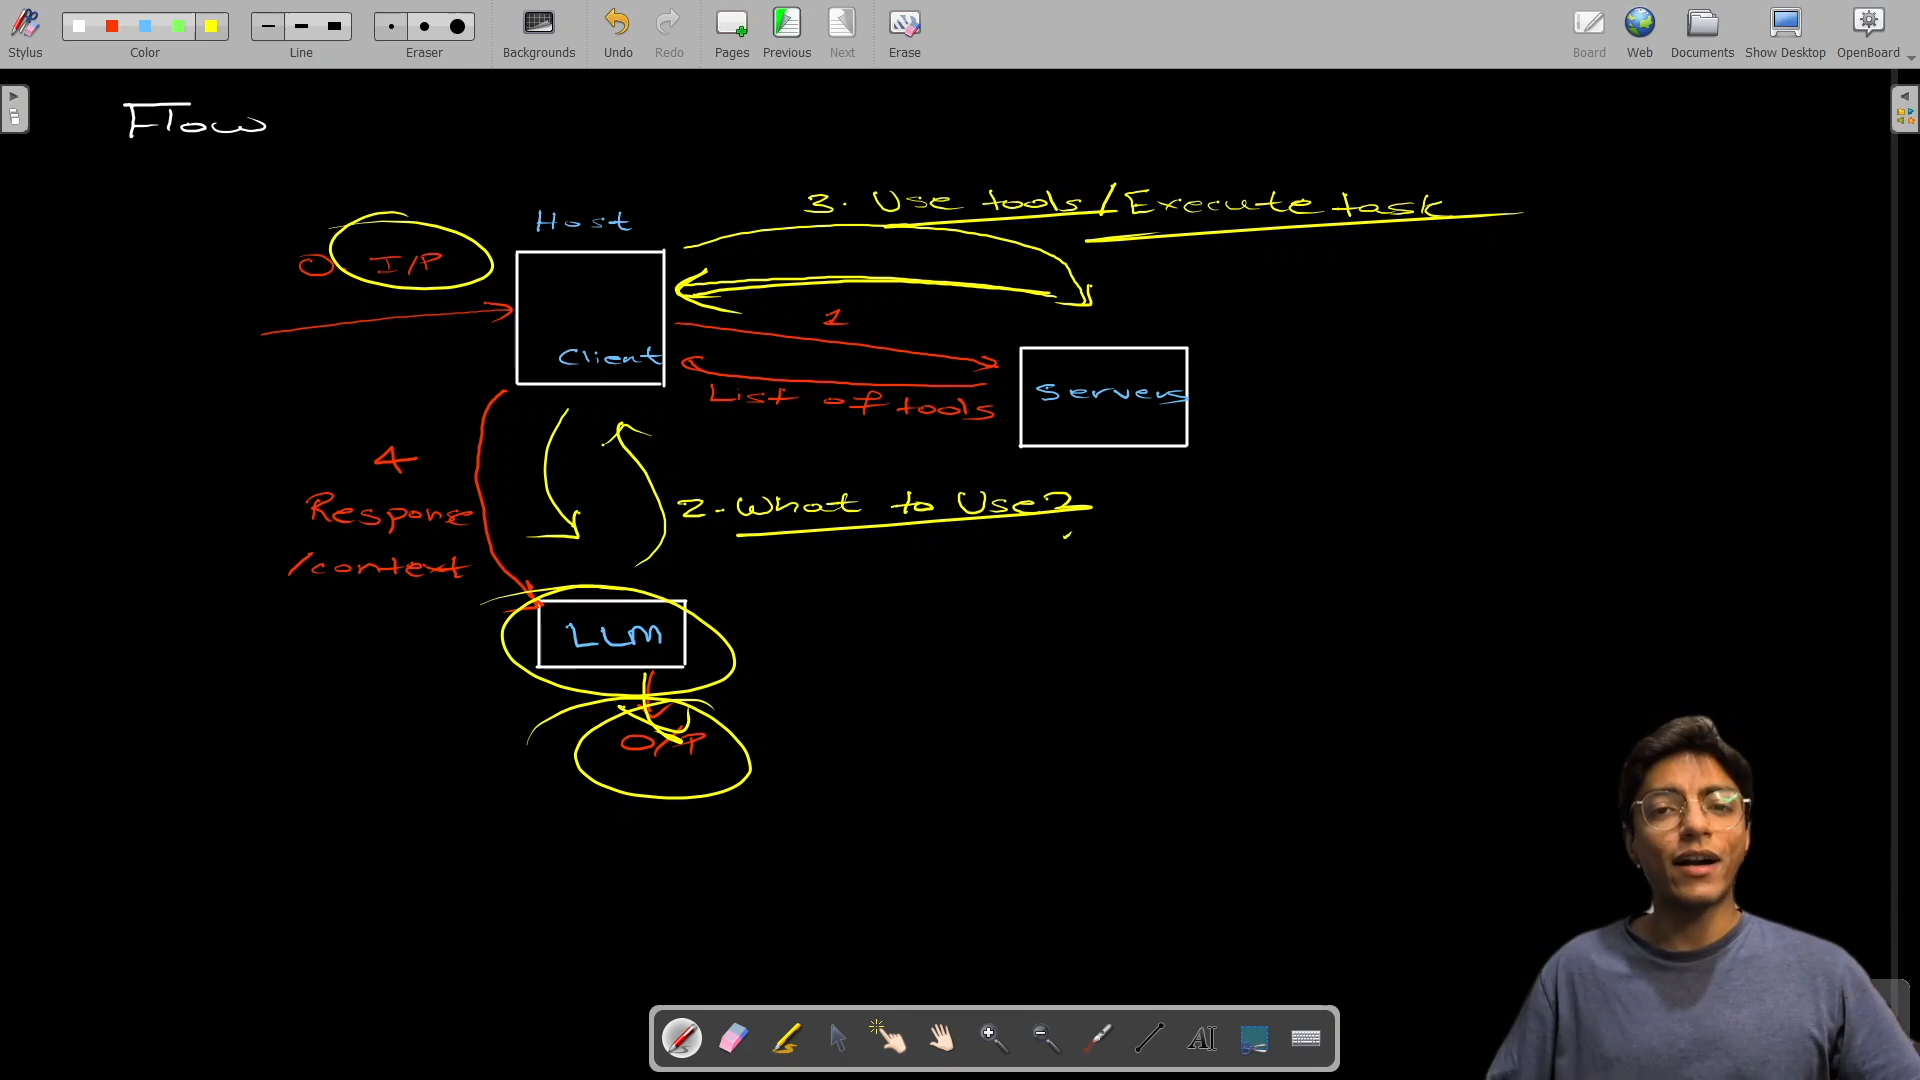 Stylus
Color
Line
Eraser
Backgrounds
Undo
Redo
Pages
Previous
Next
Erase
Board
Web
Documents
Show Desktop
OpenBoard
Flow
3. Use tools/Execute task
Host
0 I/P
1
Client
List of tools
Servers
4
Response
/context
2. What to Use?
LLM
O/P
AI